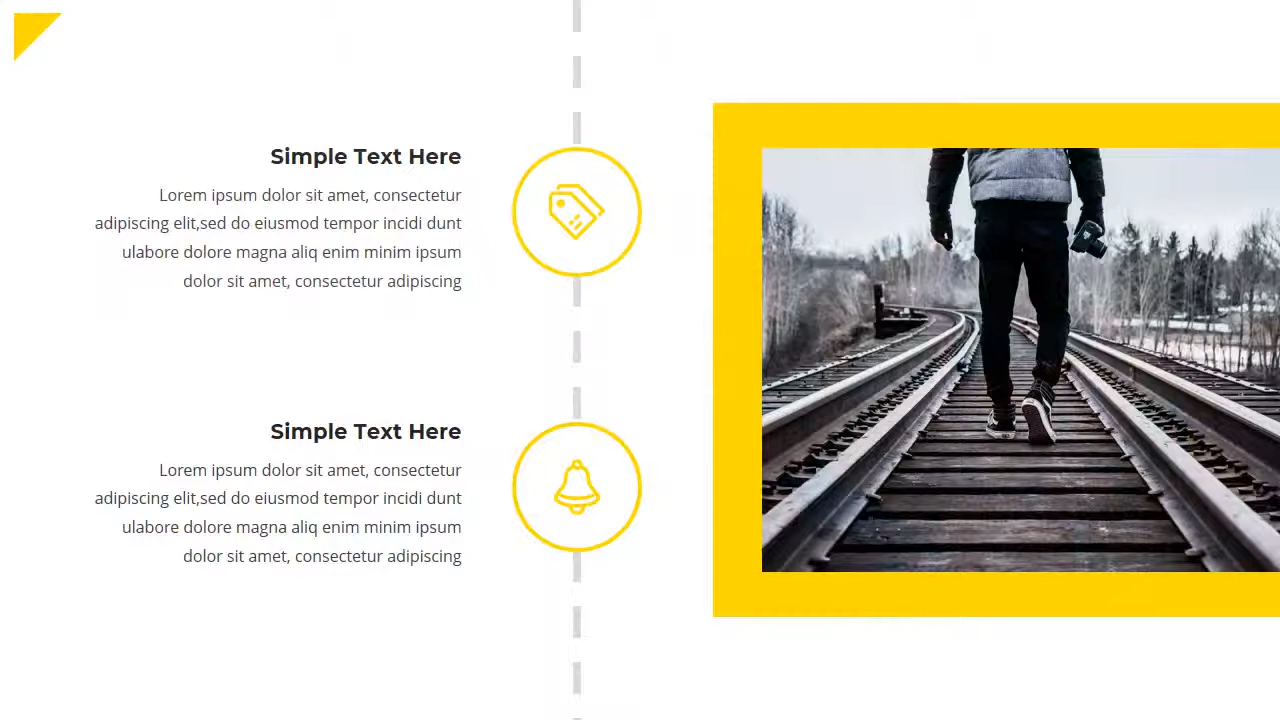 Simple Text Here
Lorem ipsum dolor sit amet, consectetur
adipiscing elit,sed do eiusmod tempor incidi dunt
ulabore dolore magna aliq enim minim ipsum
dolor sit amet, consectetur adipiscing
Simple Text Here
Lorem ipsum dolor sit amet, consectetur
adipiscing elit,sed do eiusmod tempor incidi dunt
ulabore dolore magna aliq enim minim ipsum
dolor sit amet, consectetur adipiscing